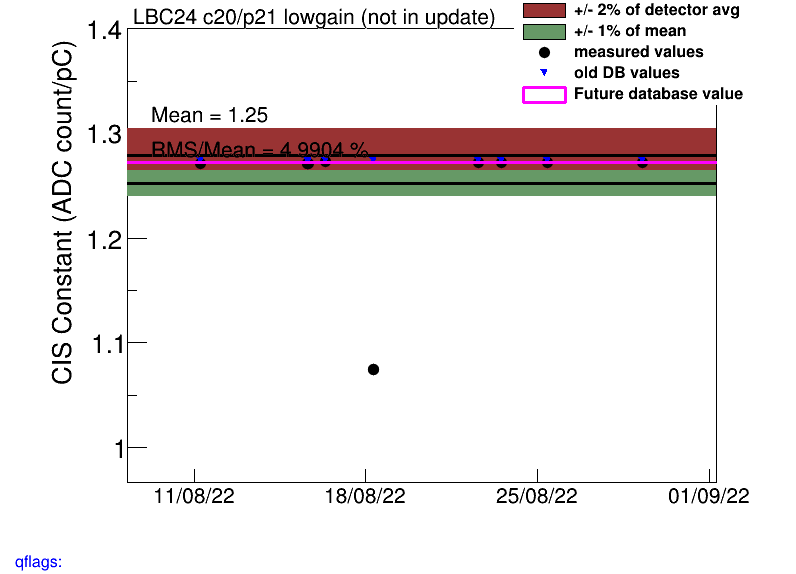 LBC24 c20/p21 lowgain (not in update)
+/- 2% of detector avg
+/- 1% of mean
measured values
old DB values
Future database value
CIS Constant (ADC count/pC)
1.4
1.3
1.2
1.1
1
Mean = 1.25
RMS/Mean = 4.9904 %
11/08/22
18/08/22
25/08/22
01/09/22
qflags: